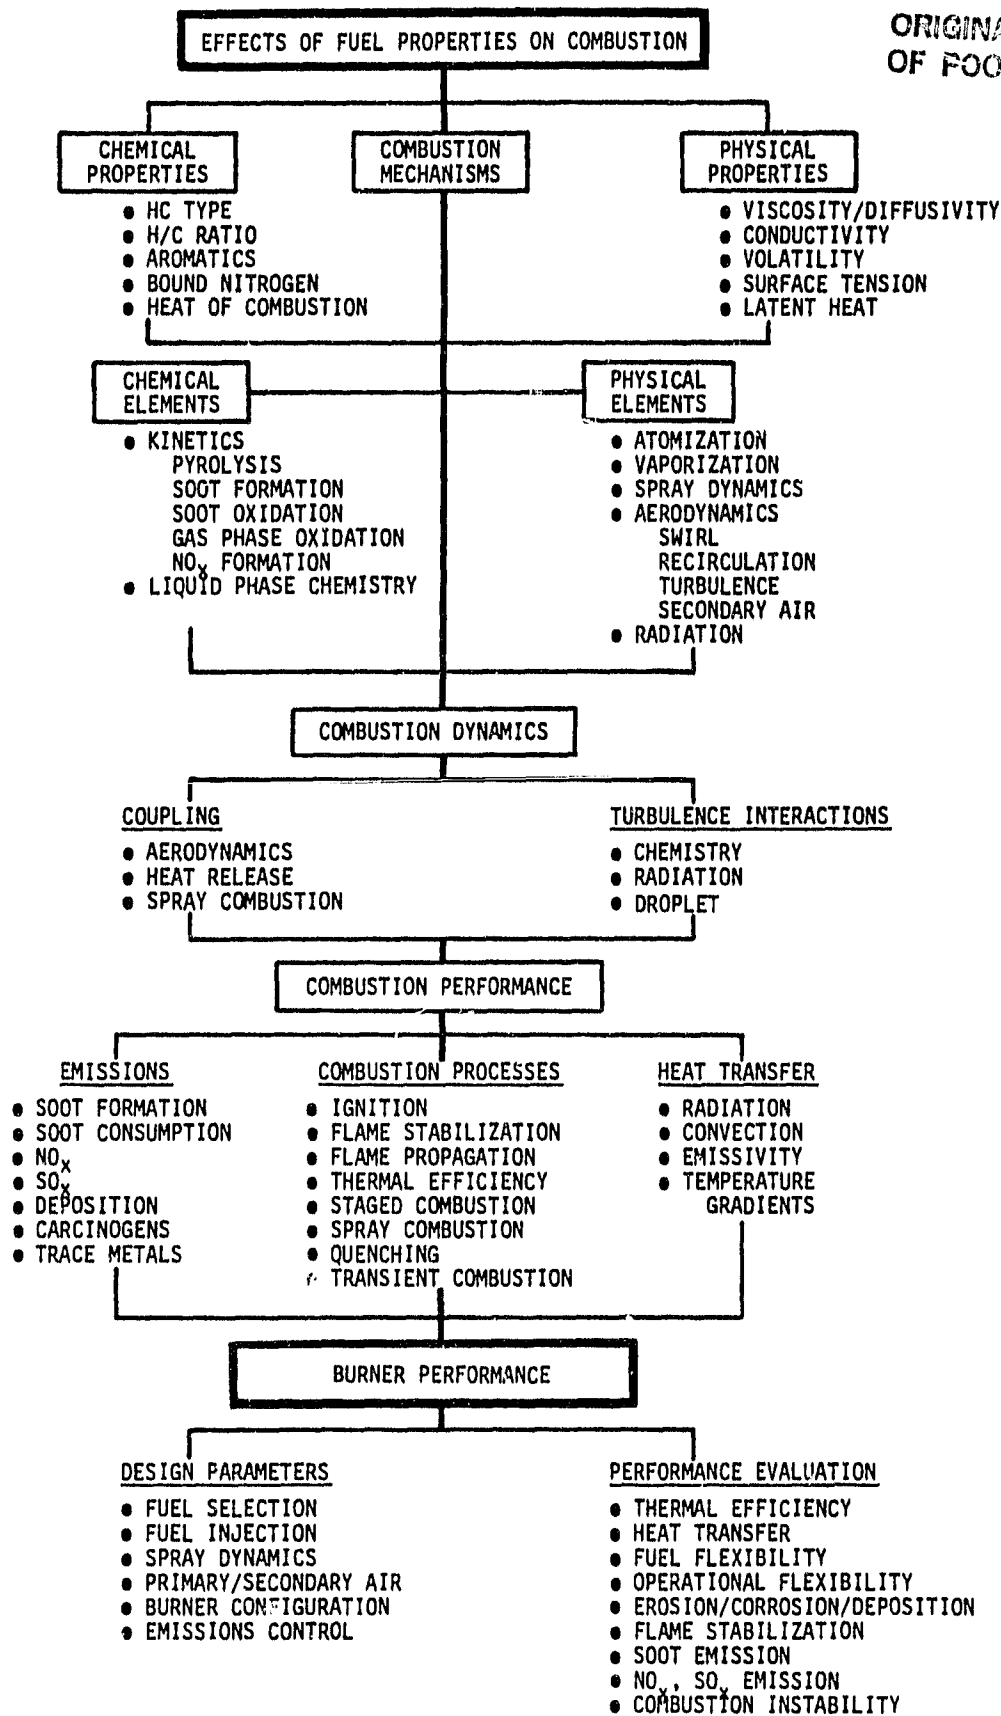 ORIGINA
OF POO
EFFECTS OF FUEL PROPERTIES ON COMBUSTION
CHEMICAL
PROPERTIES
COMBUSTION
MECHANISMS
PHYSICAL
PROPERTIES
● HC TYPE
● H/C RATIO
● AROMATICS
● BOUND NITROGEN
● HEAT OF COMBUSTION
● VISCOSITY/DIFFUSIVITY
● CONDUCTIVITY
● VOLATILITY
● SURFACE TENSION
● LATENT HEAT
CHEMICAL
ELEMENTS
● KINETICS
PYROLYSIS
SOOT FORMATION
SOOT OXIDATION
GAS PHASE OXIDATION
NOx FORMATION
● LIQUID PHASE CHEMISTRY
PHYSICAL
ELEMENTS
● ATOMIZATION
● VAPORIZATION
● SPRAY DYNAMICS
● AERODYNAMICS
SWIRL
RECIRCULATION
TURBULENCE
SECONDARY AIR
● RADIATION
COMBUSTION DYNAMICS
COUPLING
● AERODYNAMICS
● HEAT RELEASE
● SPRAY COMBUSTION
TURBULENCE INTERACTIONS
● CHEMISTRY
● RADIATION
● DROPLET
COMBUSTION PERFORMANCE
EMISSIONS
● SOOT FORMATION
● SOOT CONSUMPTION
● NOx
● SOx
● DEPOSITION
● CARCINOGENS
● TRACE METALS
COMBUSTION PROCESSES
● IGNITION
● FLAME STABILIZATION
● FLAME PROPAGATION
● THERMAL EFFICIENCY
● STAGED COMBUSTION
● SPRAY COMBUSTION
● QUENCHING
● TRANSIENT COMBUSTION
HEAT TRANSFER
● RADIATION
● CONVECTION
● EMISSIVITY
● TEMPERATURE
GRADIENTS
BURNER PERFORMANCE
DESIGN PARAMETERS
● FUEL SELECTION
● FUEL INJECTION
● SPRAY DYNAMICS
● PRIMARY/SECONDARY AIR
● BURNER CONFIGURATION
● EMISSIONS CONTROL
PERFORMANCE EVALUATION
● THERMAL EFFICIENCY
● HEAT TRANSFER
● FUEL FLEXIBILITY
● OPERATIONAL FLEXIBILITY
● EROSION/CORROSION/DEPOSITION
● FLAME STABILIZATION
● SOOT EMISSION
● NOx, SOx EMISSION
● COMBUSTION INSTABILITY